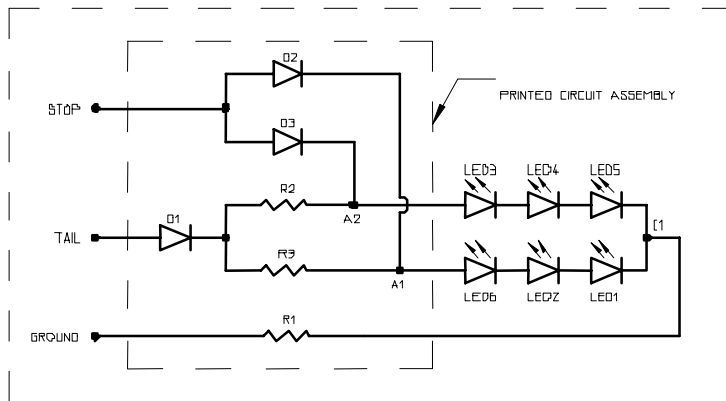 D2
STOP
PRINTED CIRCUIT ASSEMBLY
D3
LED3 LED4 LED5
R2
A2
C1
TAIL
D1
R3
A1
LED6 LED2 LED1
R1
GROUND